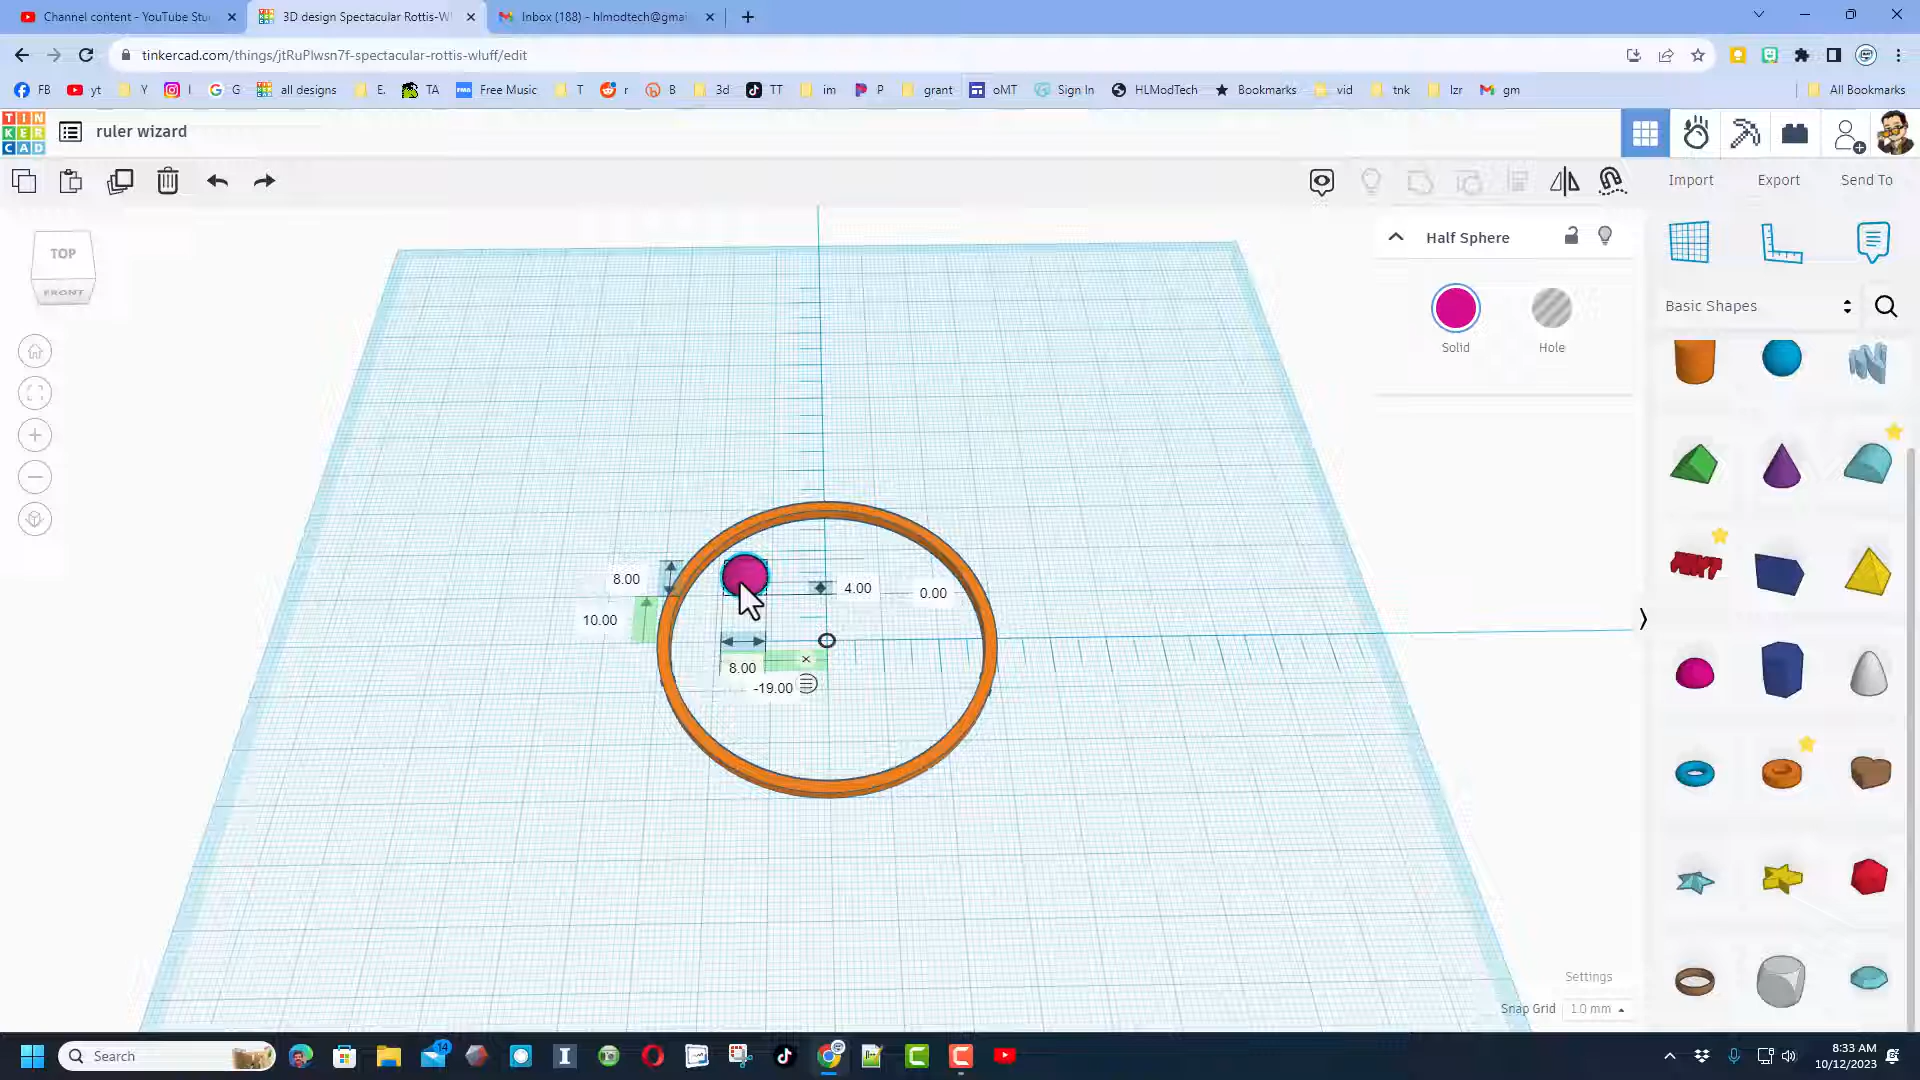 Channel content - YouTube Stu
3D design Spectacular Rottis-W
Inbox (188) - hlmodtech@gmai
tinkercad.com/things/jtRuPlwsn7f-spectacular-rottis-wluff/edit
FB yt Y I G all designs E. TA Free Music T r B 3d TT im P grant oMT Sign In HLModTech Bookmarks vid tnk lzr gm All Bookmarks
TIN
KER
CAD
ruler wizard
Import Export Send To
TOP
FRONT
Half Sphere
Solid Hole
Basic Shapes
8.00
4.00
0.00
10.00
8.00
-19.00
Settings
Snap Grid 1.0 mm
Search
14
8:33 AM
10/12/2023